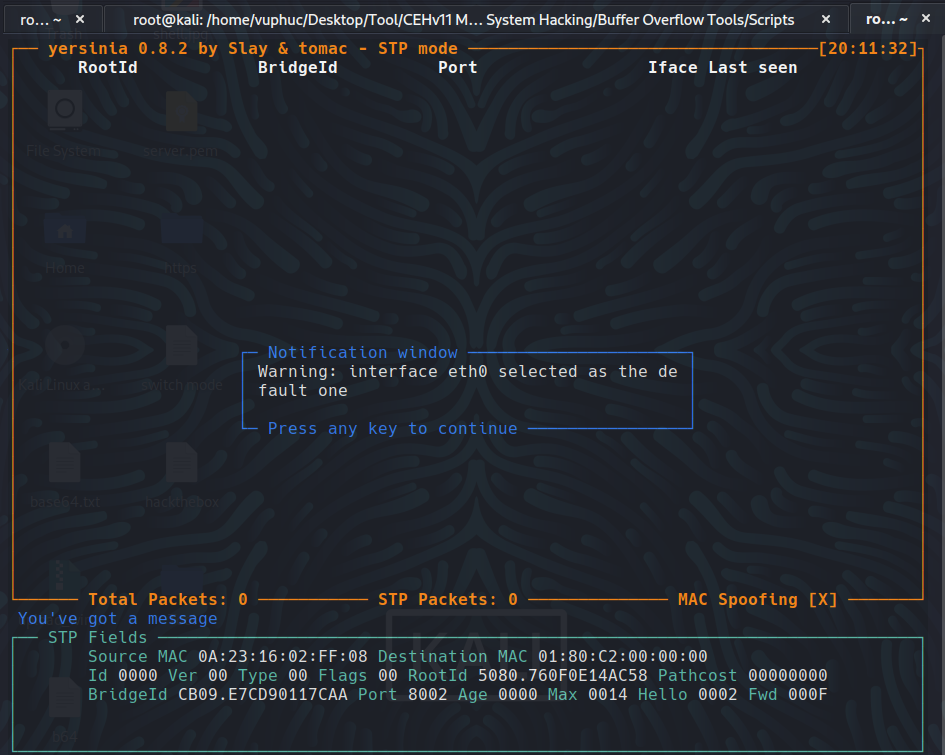 ro... ~ × root@kali: /home/vuphuc/Desktop/Tool/CEHv11 M... System Hacking/Buffer Overflow Tools/Scripts × ro... ~ ×
yersinia 0.8.2 by Slay & tomac - STP mode [20:11:32]
RootId BridgeId Port Iface Last seen
File System server.pem
Home https
Kali Linux a... switch mode
Notification window
Warning: interface eth0 selected as the de
fault one
Press any key to continue
base64.txt hackthebox
Total Packets: 0 STP Packets: 0 MAC Spoofing [X]
You've got a message
STP Fields
KALI
Source MAC 0A:23:16:02:FF:08 Destination MAC 01:80:C2:00:00:00
Id 0000 Ver 00 Type 00 Flags 00 RootId 5080.760F0E14AC58 Pathcost 00000000
BridgeId CB09.E7CD90117CAA Port 8002 Age 0000 Max 0014 Hello 0002 Fwd 000F
b64